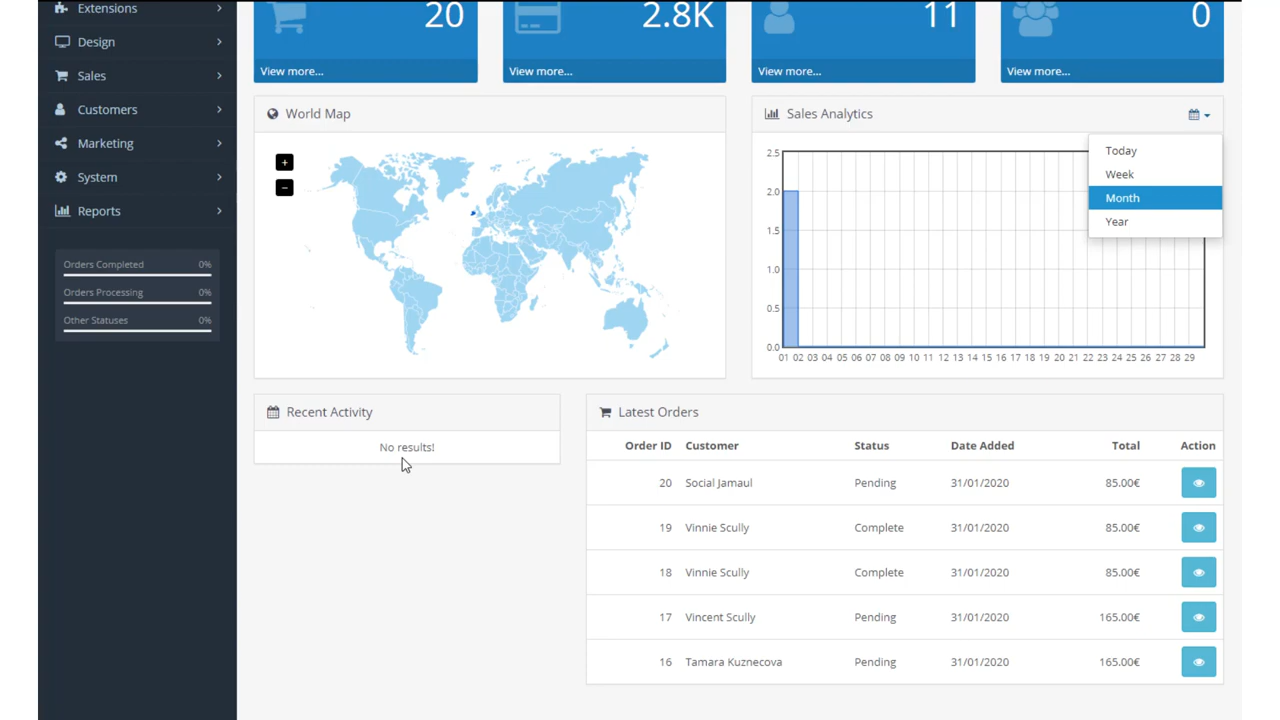 Extensions
Design
Sales
Customers
Marketing
System
Reports
Orders Completed 0%
Orders Processing 0%
Other Statuses 0%
20
View more...
2.8K
View more...
11
View more...
0
View more...
World Map
+
−
Sales Analytics
Today
Week
Month
Year
2.5
2.0
1.5
1.0
0.5
0.0
01 02 03 04 05 06 07 08 09 10 11 12 13 14 15 16 17 18 19 20 21 22 23 24 25 26 27 28 29
Recent Activity
No results!
Latest Orders
Order ID Customer Status Date Added Total Action
20 Social Jamaul Pending 31/01/2020 85.00€
19 Vinnie Scully Complete 31/01/2020 85.00€
18 Vinnie Scully Complete 31/01/2020 85.00€
17 Vincent Scully Pending 31/01/2020 165.00€
16 Tamara Kuznecova Pending 31/01/2020 165.00€